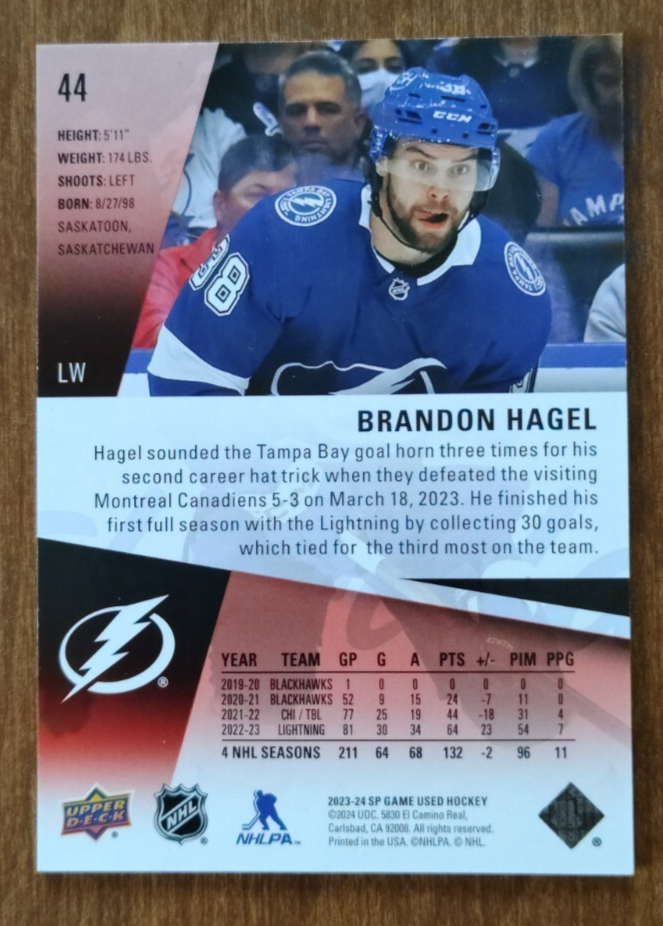 44
HEIGHT: 5'11"
WEIGHT: 174 LBS.
SHOOTS: LEFT
BORN: 8/27/98
SASKATOON,
SASKATCHEWAN
LW
CCM
38
TAMPA BAY
LIGHTNING
AMP
BRANDON HAGEL
Hagel sounded the Tampa Bay goal horn three times for his
second career hat trick when they defeated the visiting
Montreal Canadiens 5-3 on March 18, 2023. He finished his
first full season with the Lightning by collecting 30 goals,
which tied for the third most on the team.
®
YEAR TEAM GP G A PTS +/- PIM PPG
2019-20 BLACKHAWKS 1 0 0 0 0 0 0
2020-21 BLACKHAWKS 52 9 15 24 -7 11 0
2021-22 CHI / TBL 77 25 19 44 -18 31 4
2022-23 LIGHTNING 81 30 34 64 23 54 7
4 NHL SEASONS 211 64 68 132 -2 96 11
UPPER
D·E·C·K
®
NHL
®
NHLPA™
2023-24 SP GAME USED HOCKEY
©2024 UDC. 5830 El Camino Real,
Carlsbad, CA 92008. All rights reserved.
Printed in the USA. ©NHLPA. © NHL.
®